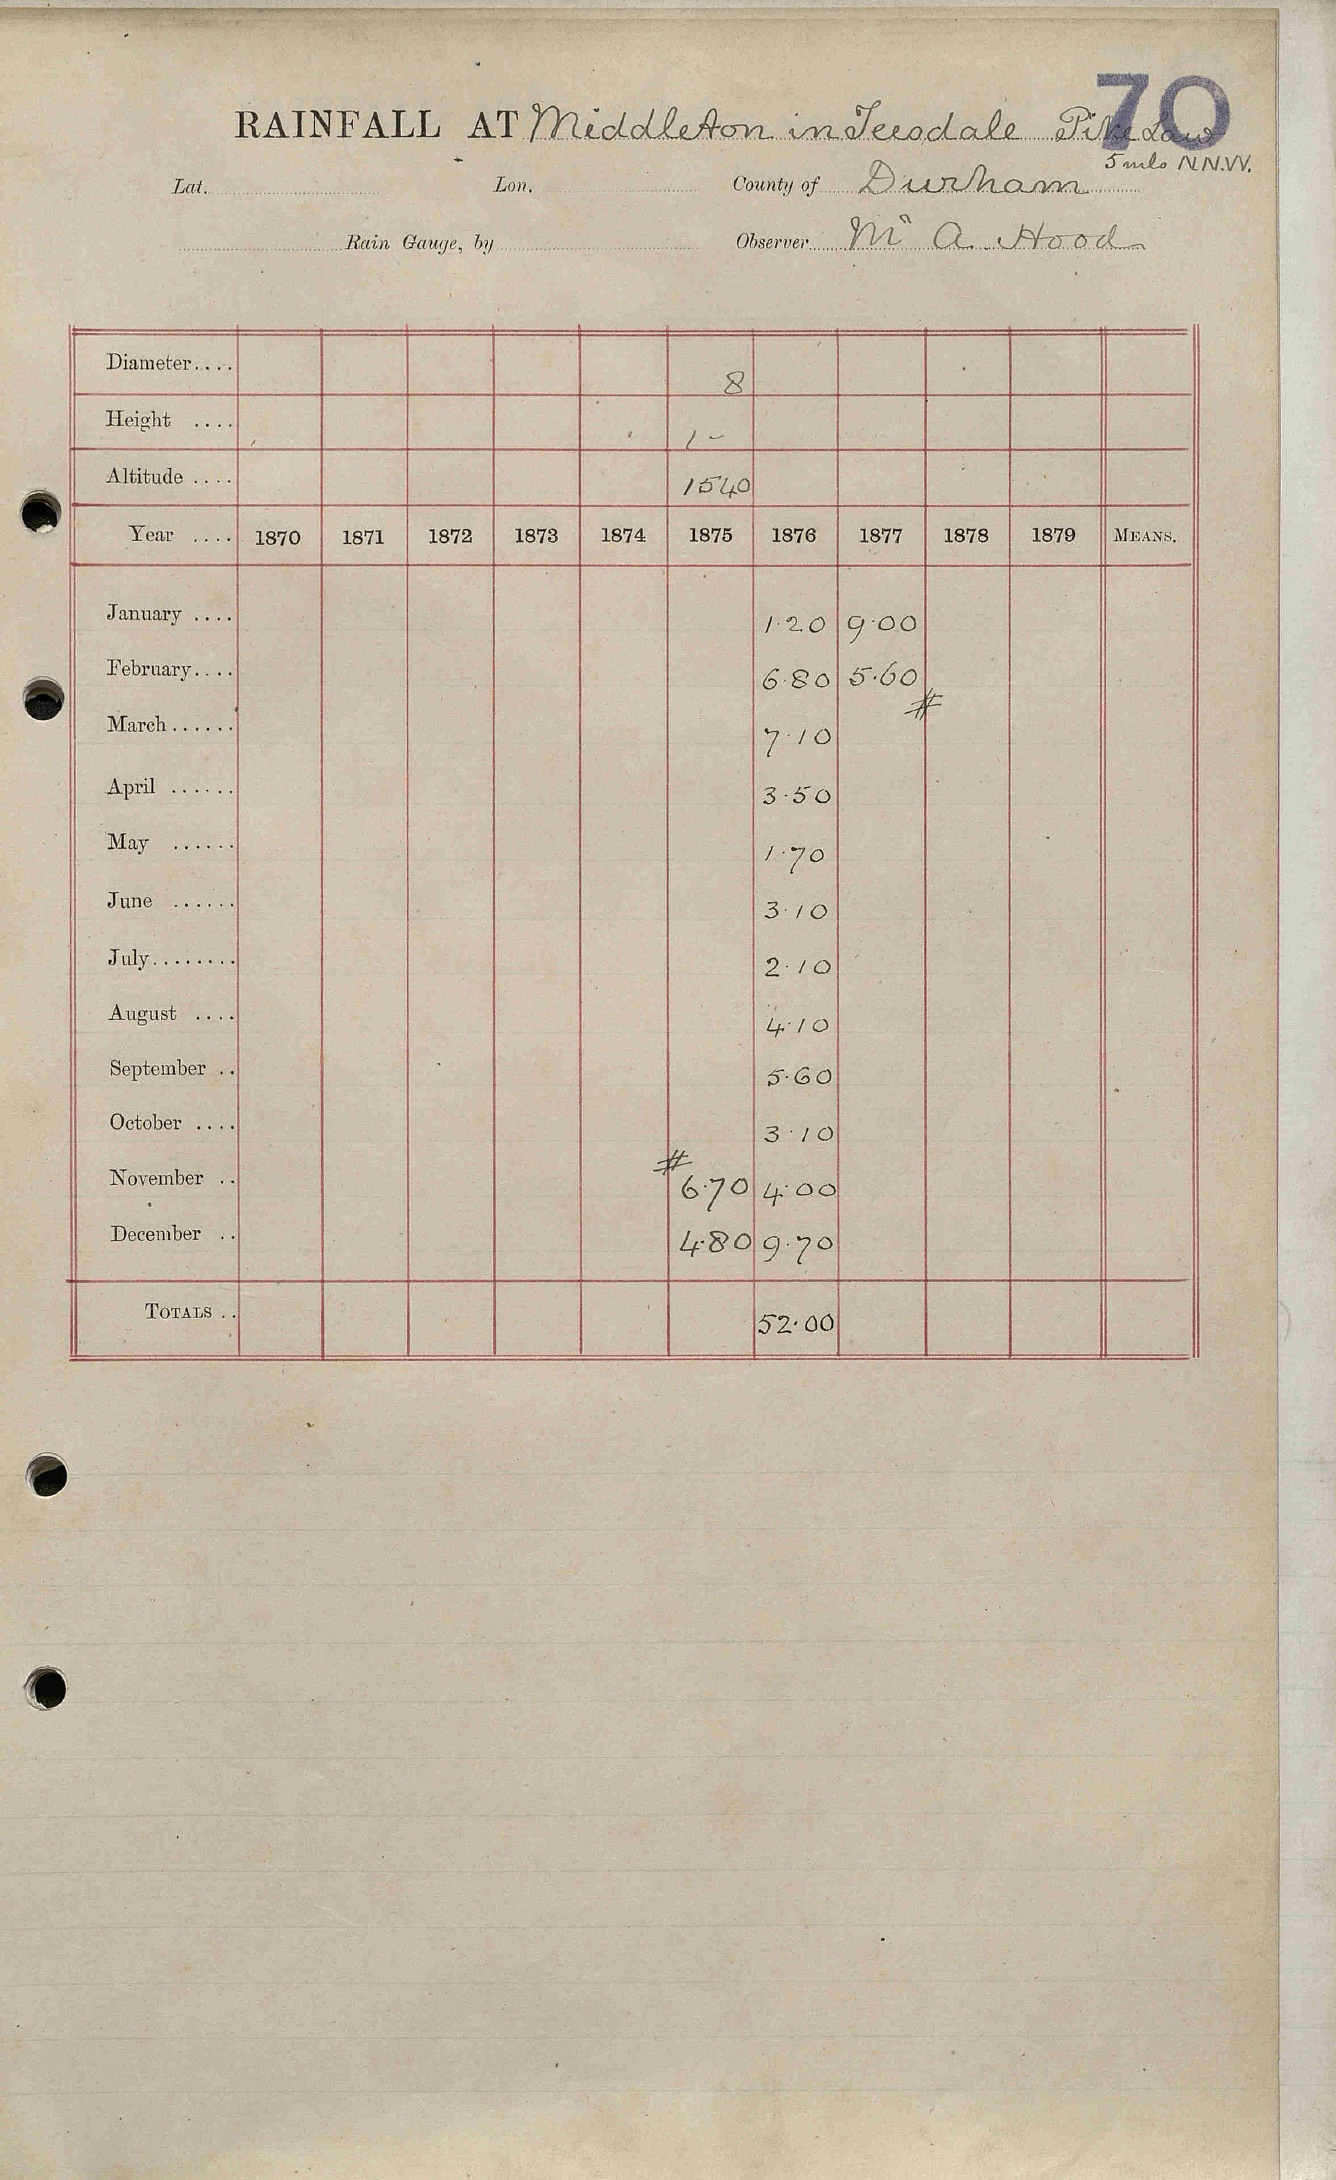 70
RAINFALL AT Middleton in Teesdale Pike Law
5 mls N.N.W.
Lat. Lon. County of Durham
Rain Gauge, by Observer Mr A. Hood
Diameter.... 8
Height .... 1 -
Altitude .... 1540
Year .... 1870 1871 1872 1873 1874 1875 1876 1877 1878 1879 MEANS.
January .... 1.20 9.00
February.... 6.80 5.60
#
March...... 7.10
April ...... 3.50
May ...... 1.70
June ...... 3.10
July........ 2.10
August .... 4.10
September .. 5.60
October .... 3.10
#
November .. 6.70 4.00
December .. 4.80 9.70
TOTALS .. 52.00